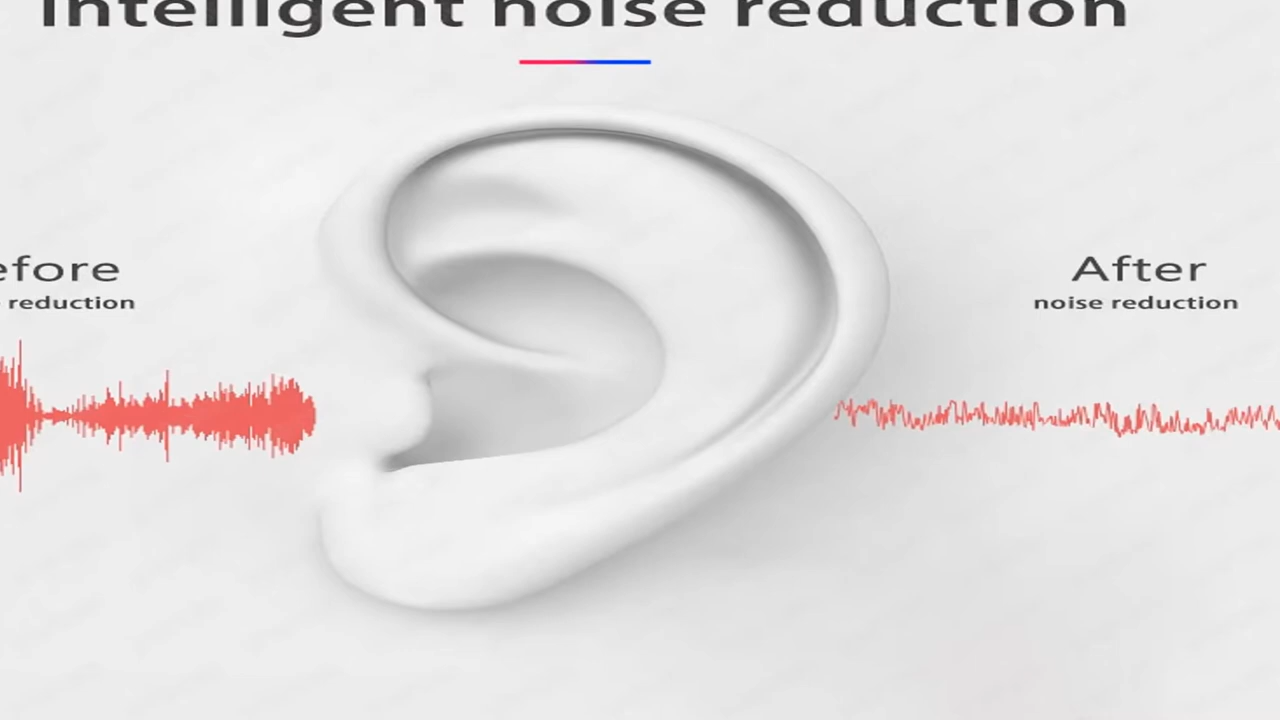 Intelligent noise reduction
efore
After
reduction
noise reduction